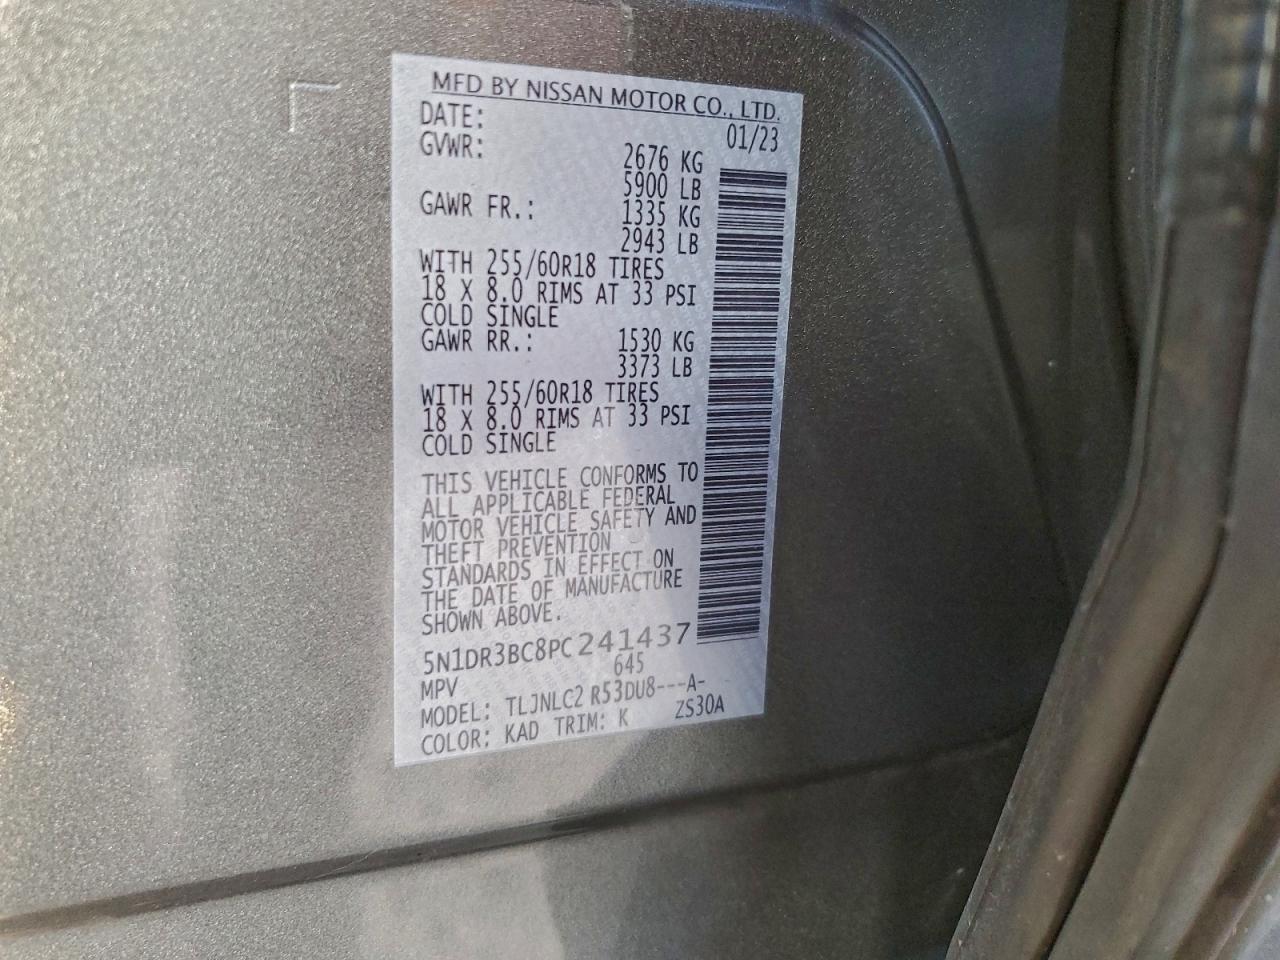 MFD BY NISSAN MOTOR CO., LTD.
DATE: 01/23
GVWR: 2676 KG
5900 LB
GAWR FR.: 1335 KG
2943 LB
WITH 255/60R18 TIRES
18 X 8.0 RIMS AT 33 PSI
COLD SINGLE
GAWR RR.: 1530 KG
3373 LB
WITH 255/60R18 TIRES
18 X 8.0 RIMS AT 33 PSI
COLD SINGLE
THIS VEHICLE CONFORMS TO
ALL APPLICABLE FEDERAL
MOTOR VEHICLE SAFETY AND
THEFT PREVENTION
STANDARDS IN EFFECT ON
THE DATE OF MANUFACTURE
SHOWN ABOVE.
5N1DR3BC8PC241437
MPV 645
MODEL: TLJNLC2 R53DU8---A-
COLOR: KAD TRIM: K ZS30A